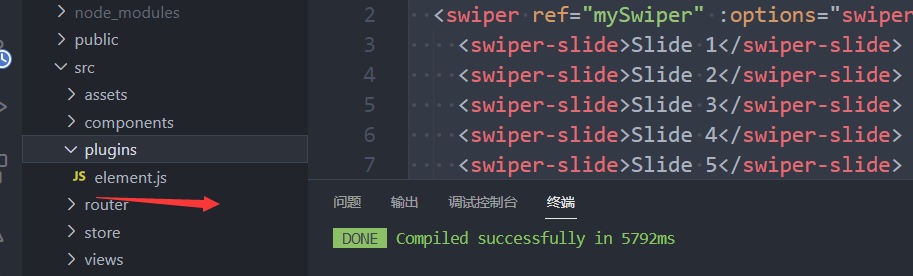 node_modules
public
src
assets
components
plugins
JS element.js
router
store
views
2 <swiper ref="mySwiper" :options="swiper
3 <swiper-slide>Slide 1</swiper-slide>
4 <swiper-slide>Slide 2</swiper-slide>
5 <swiper-slide>Slide 3</swiper-slide>
6 <swiper-slide>Slide 4</swiper-slide>
7 <swiper-slide>Slide 5</swiper-slide>
问题 输出 调试控制台 终端
DONE Compiled successfully in 5792ms